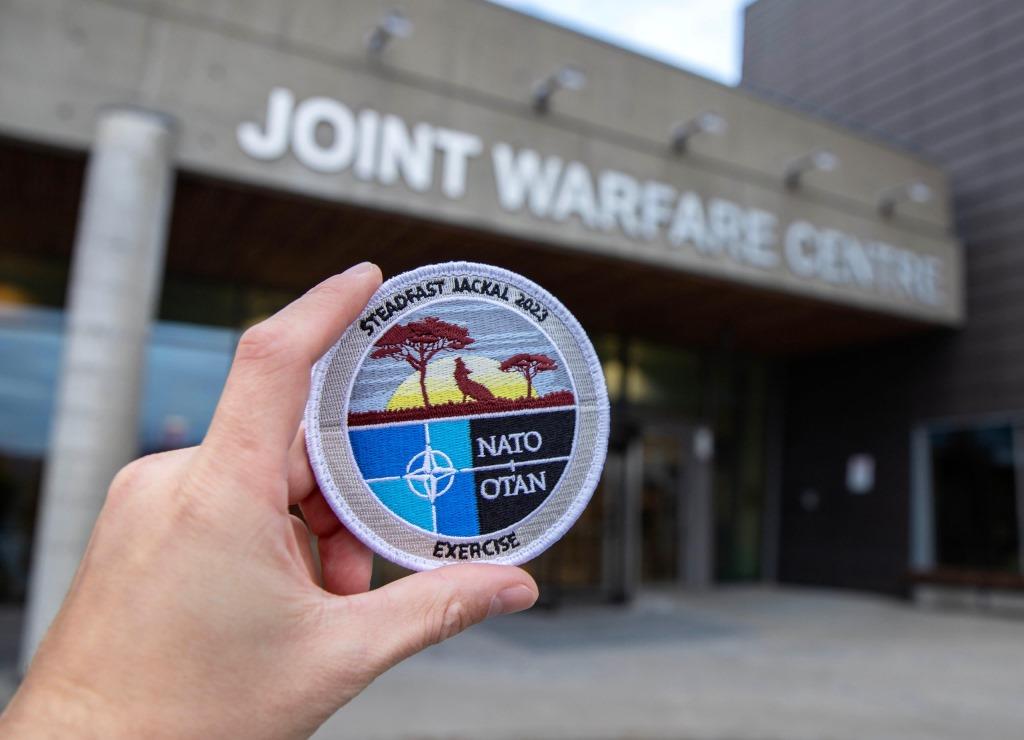 JOINT WARFARE CENTRE
STEADFAST JACKAL 2023
NATO
OTAN
EXERCISE